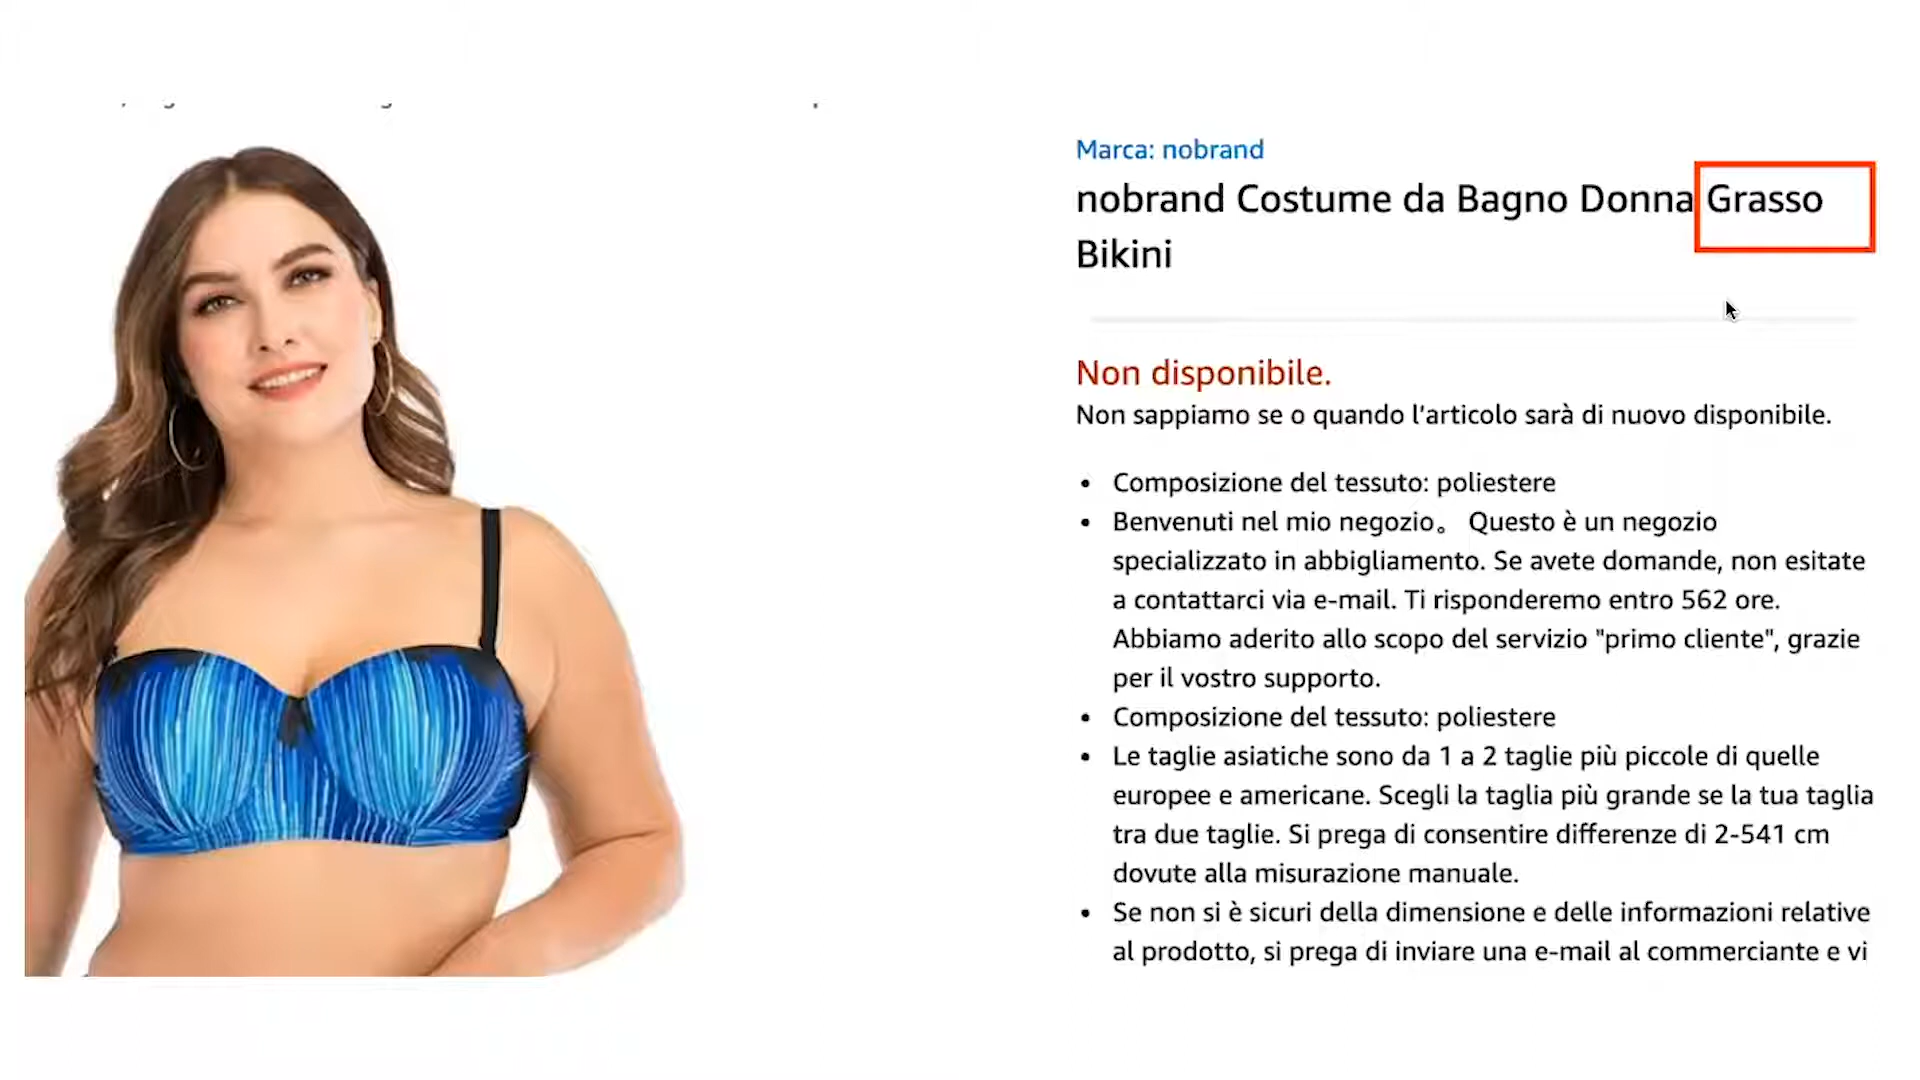 Marca: nobrand
nobrand Costume da Bagno Donna Grasso
Bikini
Non disponibile.
Non sappiamo se o quando l'articolo sarà di nuovo disponibile.
• Composizione del tessuto: poliestere
• Benvenuti nel mio negozio。 Questo è un negozio
specializzato in abbigliamento. Se avete domande, non esitate
a contattarci via e-mail. Ti risponderemo entro 562 ore.
Abbiamo aderito allo scopo del servizio "primo cliente", grazie
per il vostro supporto.
• Composizione del tessuto: poliestere
• Le taglie asiatiche sono da 1 a 2 taglie più piccole di quelle
europee e americane. Scegli la taglia più grande se la tua taglia
tra due taglie. Si prega di consentire differenze di 2-541 cm
dovute alla misurazione manuale.
• Se non si è sicuri della dimensione e delle informazioni relative
al prodotto, si prega di inviare una e-mail al commerciante e vi